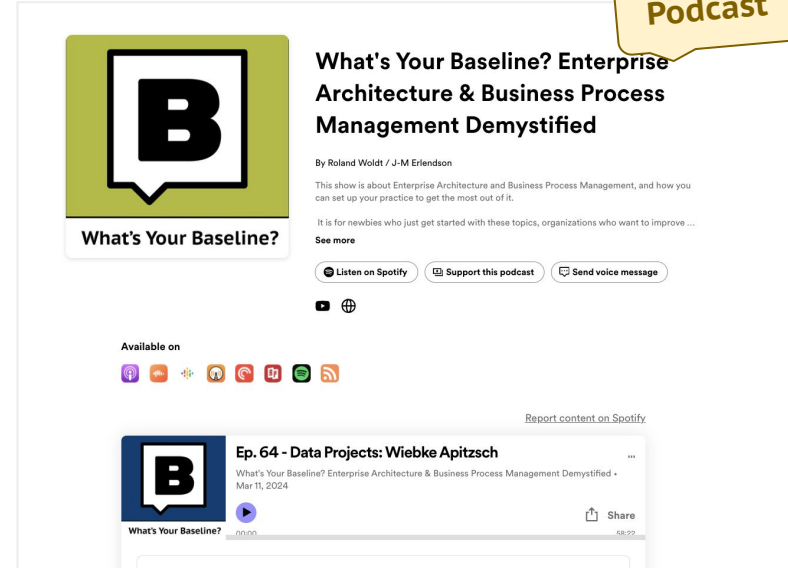 Podcast
What's Your Baseline? Enterprise
Architecture & Business Process
Management Demystified
By Roland Woldt / J-M Erlendson
This show is about Enterprise Architecture and Business Process Management, and how you
can set up your practice to get the most out of it.
It is for newbies who just get started with these topics, organizations who want to improve ...
See more
B
What's Your Baseline?
Listen on Spotify
Support this podcast
Send voice message
Available on
Report content on Spotify
B
What's Your Baseline?
Ep. 64 - Data Projects: Wiebke Apitzsch
...
What's Your Baseline? Enterprise Architecture & Business Process Management Demystified •
Mar 11, 2024
Share
00:00
58:22